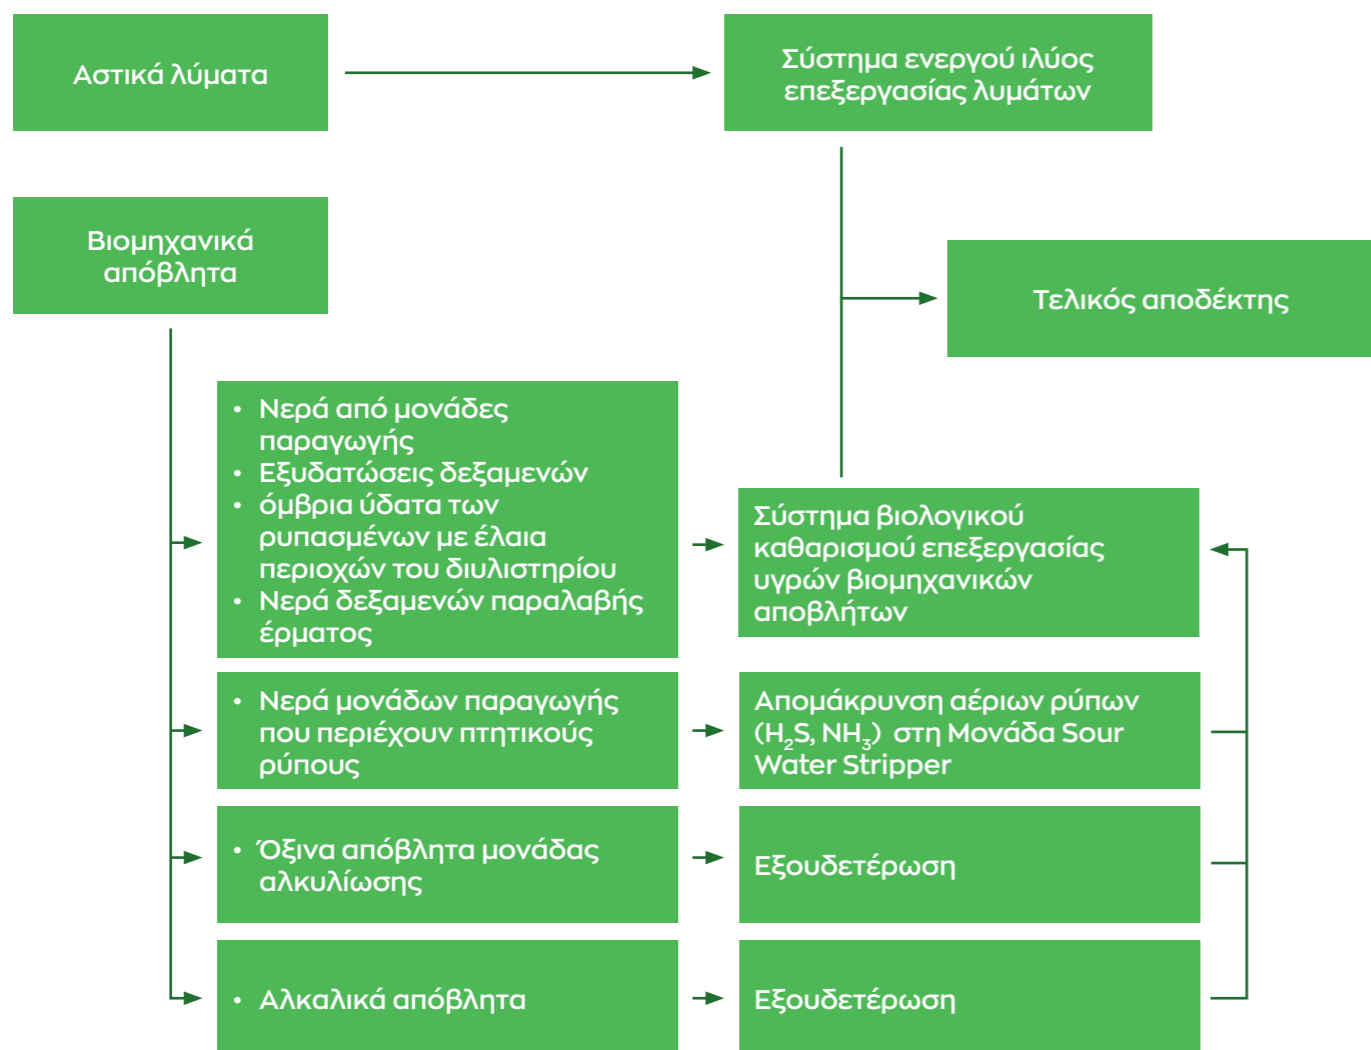 Αστικά λύματα
Σύστημα ενεργού ιλύος
επεξεργασίας λυμάτων
Βιομηχανικά
απόβλητα
Τελικός αποδέκτης
• Νερά από μονάδες
παραγωγής
• Εξυδατώσεις δεξαμενών
• όμβρια ύδατα των
ρυπασμένων με έλαια
περιοχών του διυλιστηρίου
• Νερά δεξαμενών παραλαβής
έρματος
Σύστημα βιολογικού
καθαρισμού επεξεργασίας
υγρών βιομηχανικών
αποβλήτων
• Νερά μονάδων παραγωγής
που περιέχουν πτητικούς
ρύπους
Απομάκρυνση αέριων ρύπων
(H₂S, NH₃) στη Μονάδα Sour
Water Stripper
• Όξινα απόβλητα μονάδας
αλκυλίωσης
Εξουδετέρωση
• Αλκαλικά απόβλητα
Εξουδετέρωση